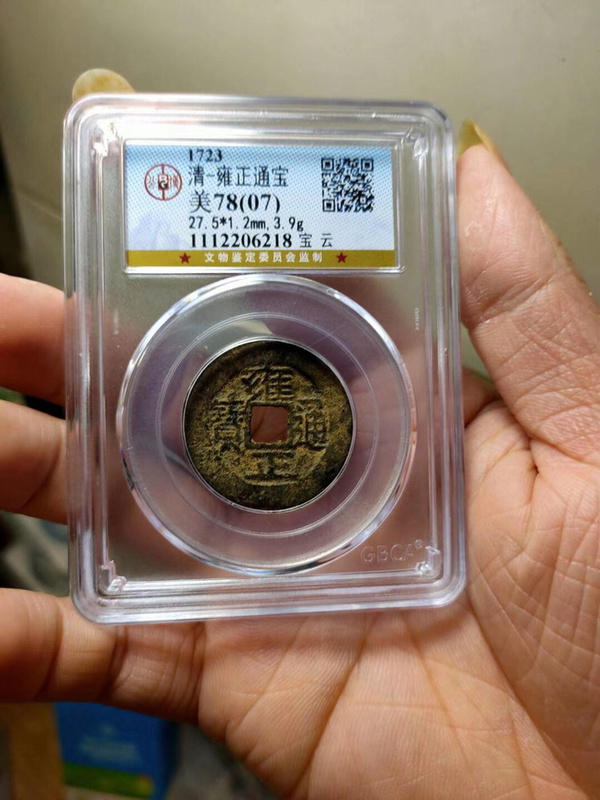 1723
清-雍正通宝
美78(07)
27.5*1.2mm,3.9g
1112206218 宝云
★ 文物鉴定委员会监制 ★
雍
寶 通
正
GBCA®